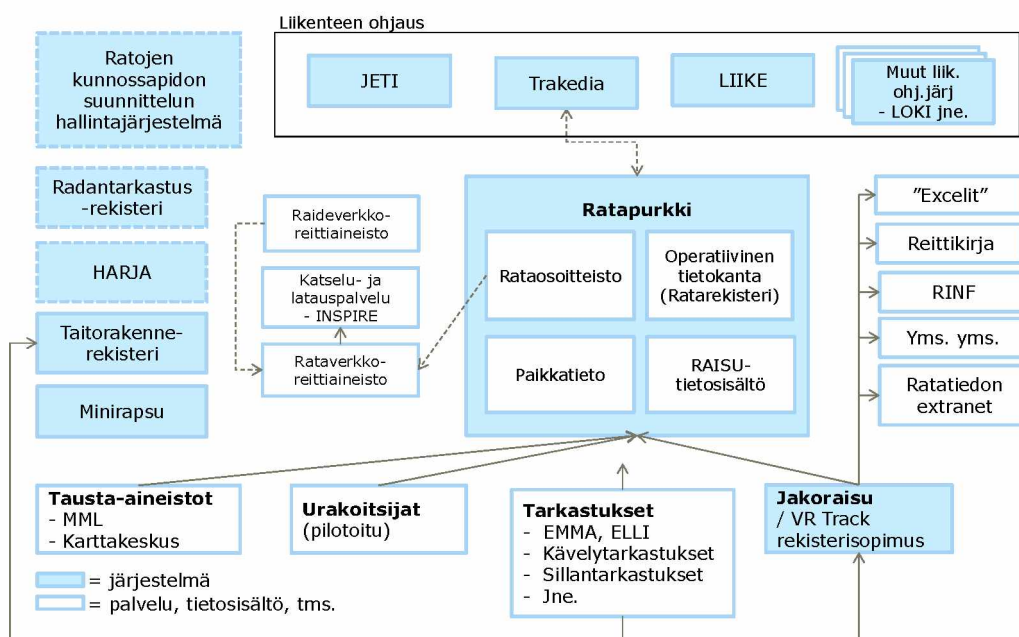 Liikenteen ohjaus
Ratojen
kunnossapidon
suunnittelun
hallintajärjestelmä
JETI
Trakedia
LIIKE
Muut liik.
ohj.järj
- LOKI jne.
Radantarkastus
-rekisteri
HARJA
Taitorakenne-
rekisteri
Minirapsu
Raideverkko-
reittiaineisto
Katselu- ja
latauspalvelu
- INSPIRE
Rataverkko-
reittiaineisto
Ratapurkki
Rataosoitteisto
Operatiivinen
tietokanta
(Ratarekisteri)
Paikkatieto
RAISU-
tietosisältö
"Excelit"
Reittikirja
RINF
Yms. yms.
Ratatiedon
extranet
Tausta-aineistot
- MML
- Karttakeskus
Urakoitsijat
(pilotoitu)
Tarkastukset
- EMMA, ELLI
- Kävelytarkastukset
- Sillantarkastukset
- Jne.
Jakoraisu
/ VR Track
rekisterisopimus
= järjestelmä
= palvelu, tietosisältö, tms.